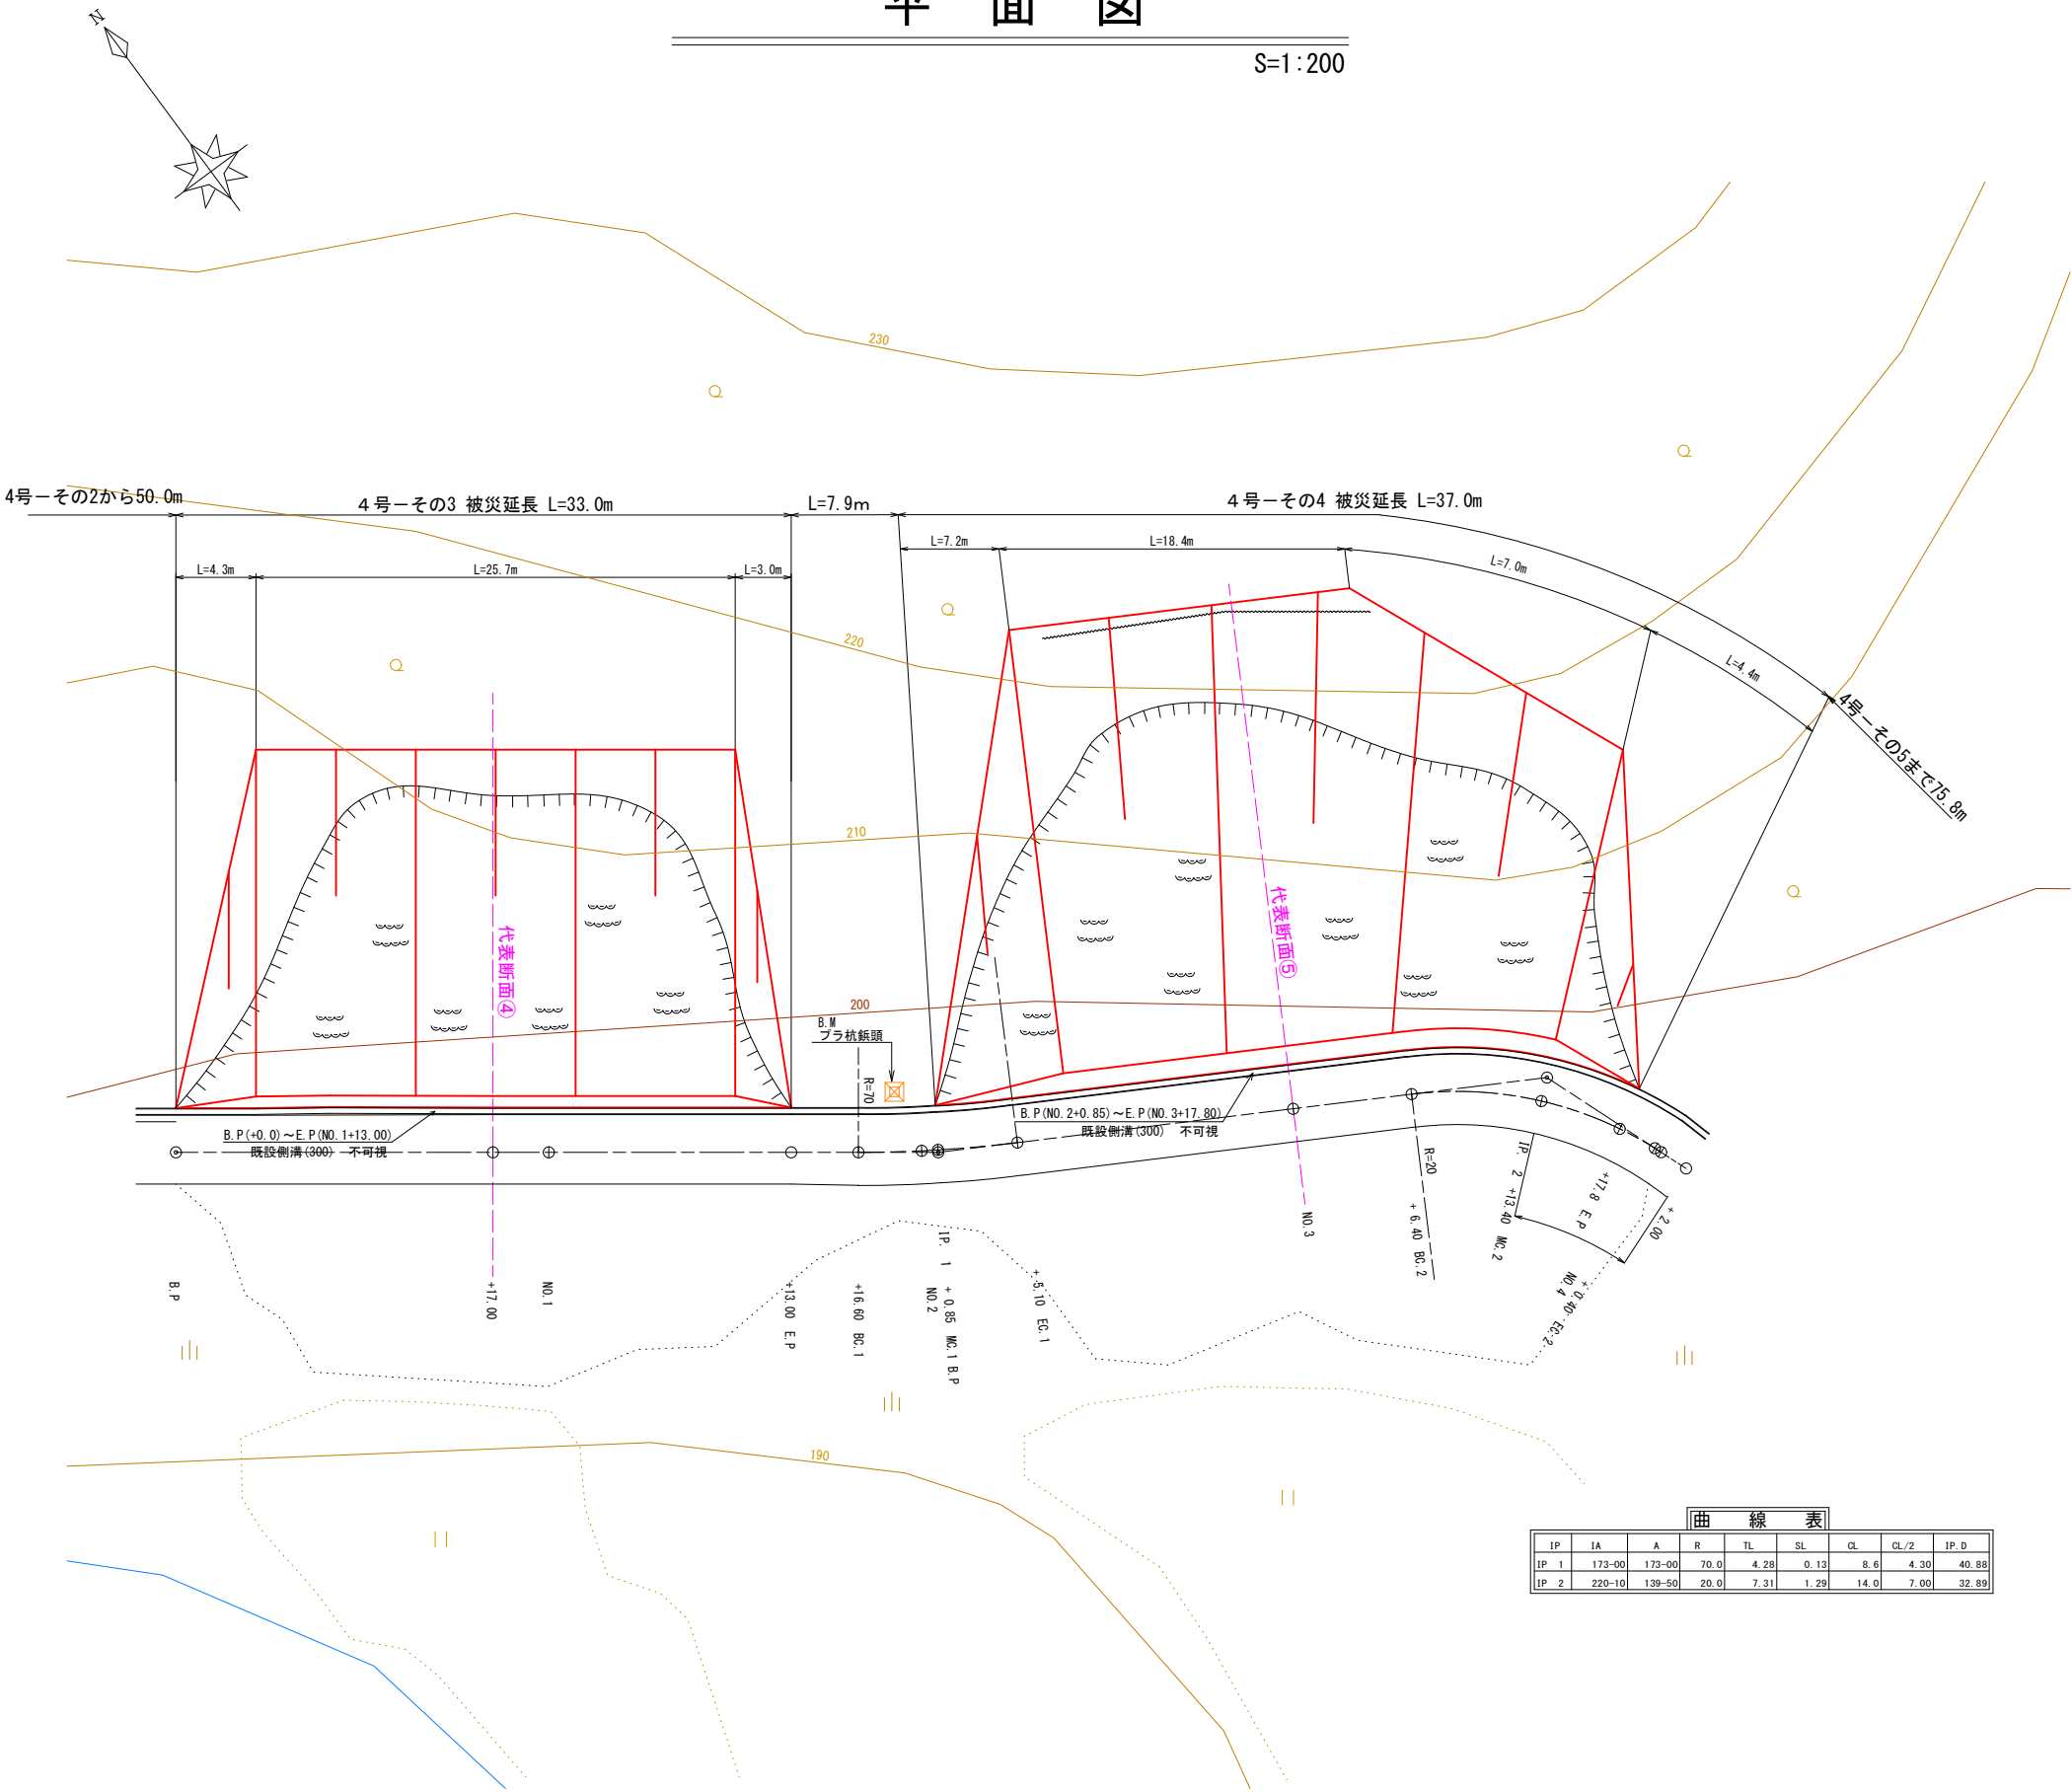 平 面 図
S=1:200
N
230
4号－その2から50.0m
４号－その3 被災延長 L=33.0m
L=7.9m
４号－その4 被災延長 L=37.0m
L=4.3m
L=25.7m
L=3.0m
L=7.2m
L=18.4m
L=7.0m
L=4.4m
4号－その5まで75.8m
220
210
200
190
代表断面④
代表断面⑤
B.M
プラ杭鋲頭
R=70
B.P(+0.0)～E.P(NO.1+13.00)
既設側溝(300) 不可視
B.P(NO.2+0.85)～E.P(NO.3+17.80)
既設側溝(300) 不可視
R=20
B.P
+17.00
NO.1
+13.00 E.P
+16.60 BC.1
IP. 1
NO.2
+ 0.85 MC.1 B.P
+ 5.10 EC.1
NO.3
+ 6.40 BC.2
IP. 2
+13.40 MC.2
+17.8 E.P
NO.4
+ 0.40 EC.2
+ 2.00
曲 線 表
IP IA A R TL SL CL CL/2 IP.D
IP 1 173-00 173-00 70.0 4.28 0.13 8.6 4.30 40.88
IP 2 220-10 139-50 20.0 7.31 1.29 14.0 7.00 32.89